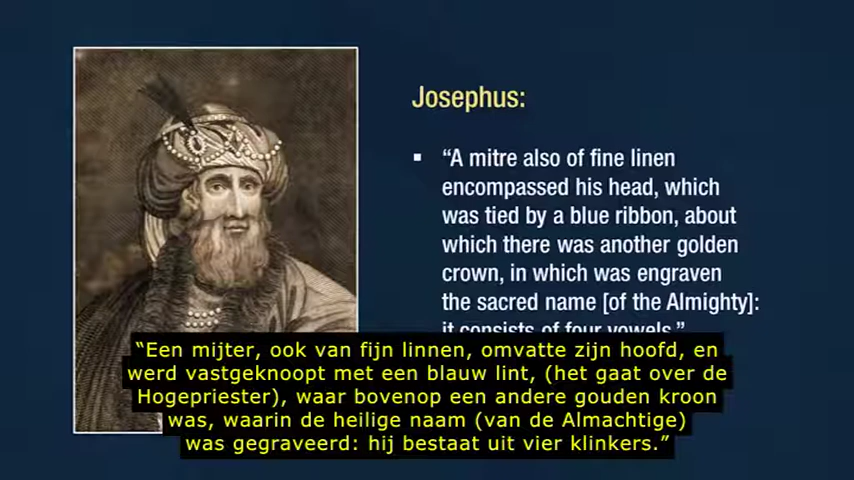 Josephus:
▪ “A mitre also of fine linen
encompassed his head, which
was tied by a blue ribbon, about
which there was another golden
crown, in which was engraven
the sacred name [of the Almighty]:
it consists of four vowels.”
“Een mijter, ook van fijn linnen, omvatte zijn hoofd, en
werd vastgeknoopt met een blauw lint, (het gaat over de
Hogepriester), waar bovenop een andere gouden kroon
was, waarin de heilige naam (van de Almachtige)
was gegraveerd: hij bestaat uit vier klinkers.”